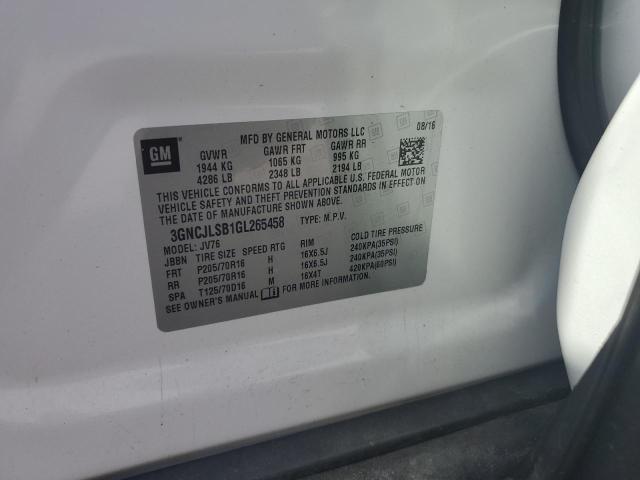 GM
MFD BY GENERAL MOTORS LLC 08/16
GVWR GAWR FRT GAWR RR
1944 KG 1065 KG 995 KG
4286 LB 2348 LB 2194 LB
THIS VEHICLE CONFORMS TO ALL APPLICABLE U.S. FEDERAL MOTOR
VEHICLE SAFETY AND THEFT PREVENTION STANDARDS IN EFFECT ON
THE DATE OF MANUFACTURE SHOWN ABOVE.
3GNCJLSB1GL265458 TYPE: M.P.V.
MODEL: JV76
JBBN TIRE SIZE SPEED RTG RIM COLD TIRE PRESSURE
FRT P205/70R16 H 16X6.5J 240KPA(35PSI)
RR P205/70R16 H 16X6.5J 240KPA(35PSI)
SPA T125/70D16 M 16X4T 420KPA(60PSI)
SEE OWNER'S MANUAL FOR MORE INFORMATION.